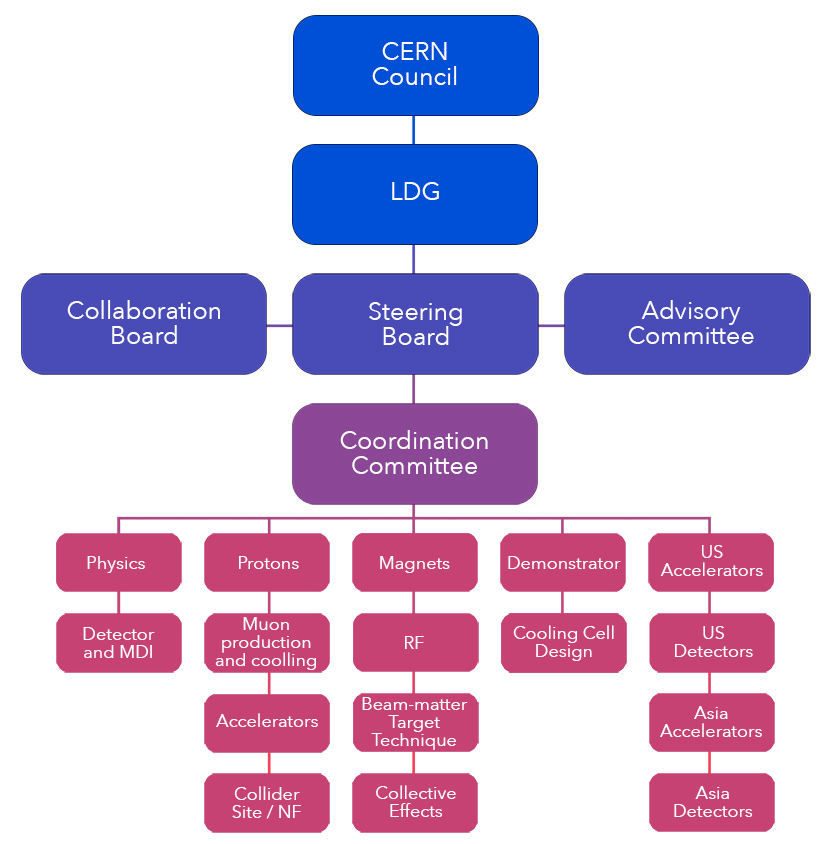 CERN
Council
LDG
Collaboration
Board
Steering
Board
Advisory
Committee
Coordination
Committee
Physics
Protons
Magnets
Demonstrator
US
Accelerators
Detector
and MDI
Muon
production
and coolling
RF
Cooling Cell
Design
US
Detectors
Accelerators
Beam-matter
Target
Technique
Asia
Accelerators
Collider
Site / NF
Collective
Effects
Asia
Detectors